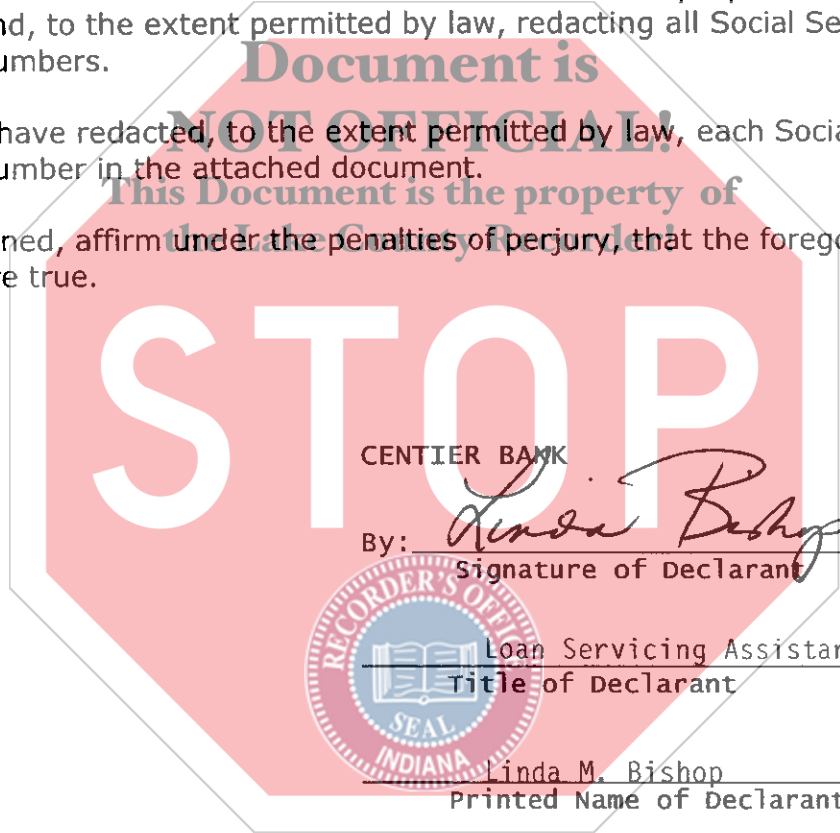 nd, to the extent permitted by law, redacting all Social Se
umbers.
Document is
NOT OFFICIAL!
have redacted, to the extent permitted by law, each Socia
umber in the attached document.
This Document is the property of
the Lake County Recorder!
ned, affirm under the penalties of perjury, that the forego
re true.
STOP
CENTIER BANK
By: Linda Bishop
Signature of Declarant
RECORDER'S OFFICE
Loan Servicing Assistan
Title of Declarant
SEAL
INDIANA
Linda M. Bishop
Printed Name of Declarant